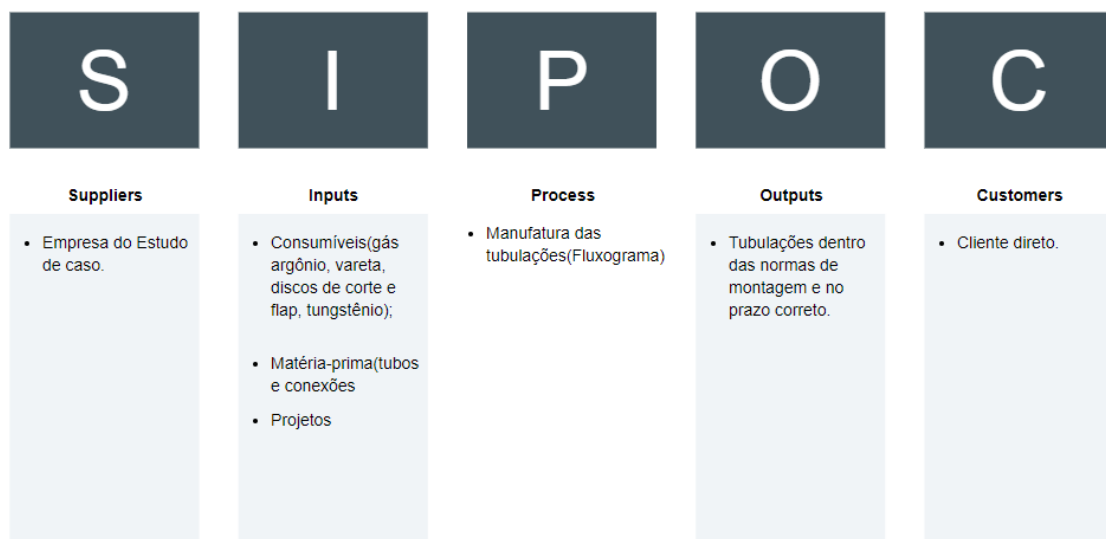 S
I
P
O
C
Suppliers
Inputs
Process
Outputs
Customers
• Empresa do Estudo
de caso.
• Consumíveis(gás
argônio, vareta,
discos de corte e
flap, tungstênio);
• Matéria-prima(tubos
e conexões
• Projetos
• Manufatura das
tubulações(Fluxograma)
• Tubulações dentro
das normas de
montagem e no
prazo correto.
• Cliente direto.